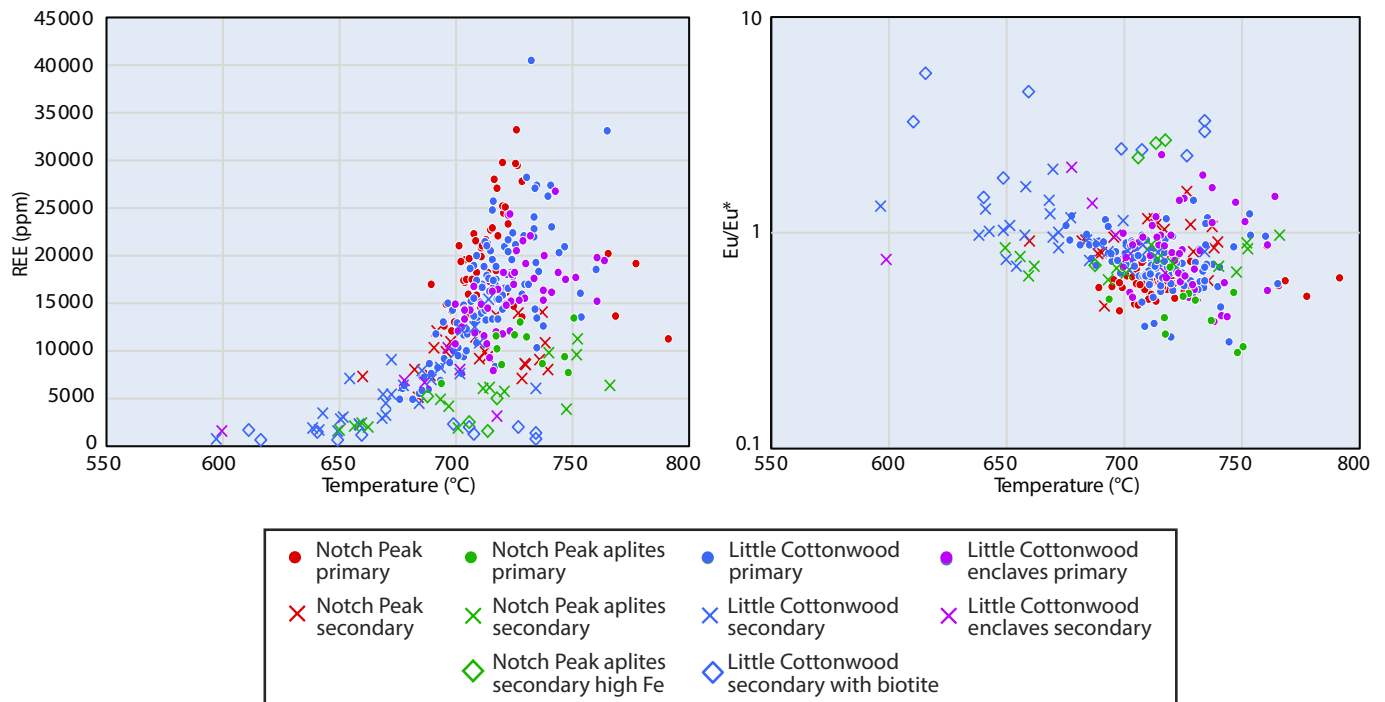 45000
40000
35000
30000
25000
20000
15000
10000
5000
0
REE (ppm)
550 600 650 700 750 800
Temperature (°C)
10
1
0.1
Eu/Eu*
550 600 650 700 750 800
Temperature (°C)
Notch Peak
primary
Notch Peak aplites
primary
Little Cottonwood
primary
Little Cottonwood
enclaves primary
Notch Peak
secondary
Notch Peak aplites
secondary
Little Cottonwood
secondary
Little Cottonwood
enclaves secondary
Notch Peak aplites
secondary high Fe
Little Cottonwood
secondary with biotite